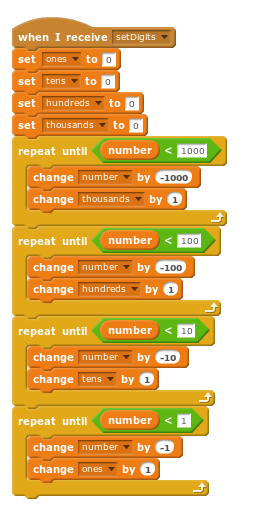 when I receive setDigits
set ones to 0
set tens to 0
set hundreds to 0
set thousands to 0
repeat until number < 1000
change number by -1000
change thousands by 1
repeat until number < 100
change number by -100
change hundreds by 1
repeat until number < 10
change number by -10
change tens by 1
repeat until number < 1
change number by -1
change ones by 1